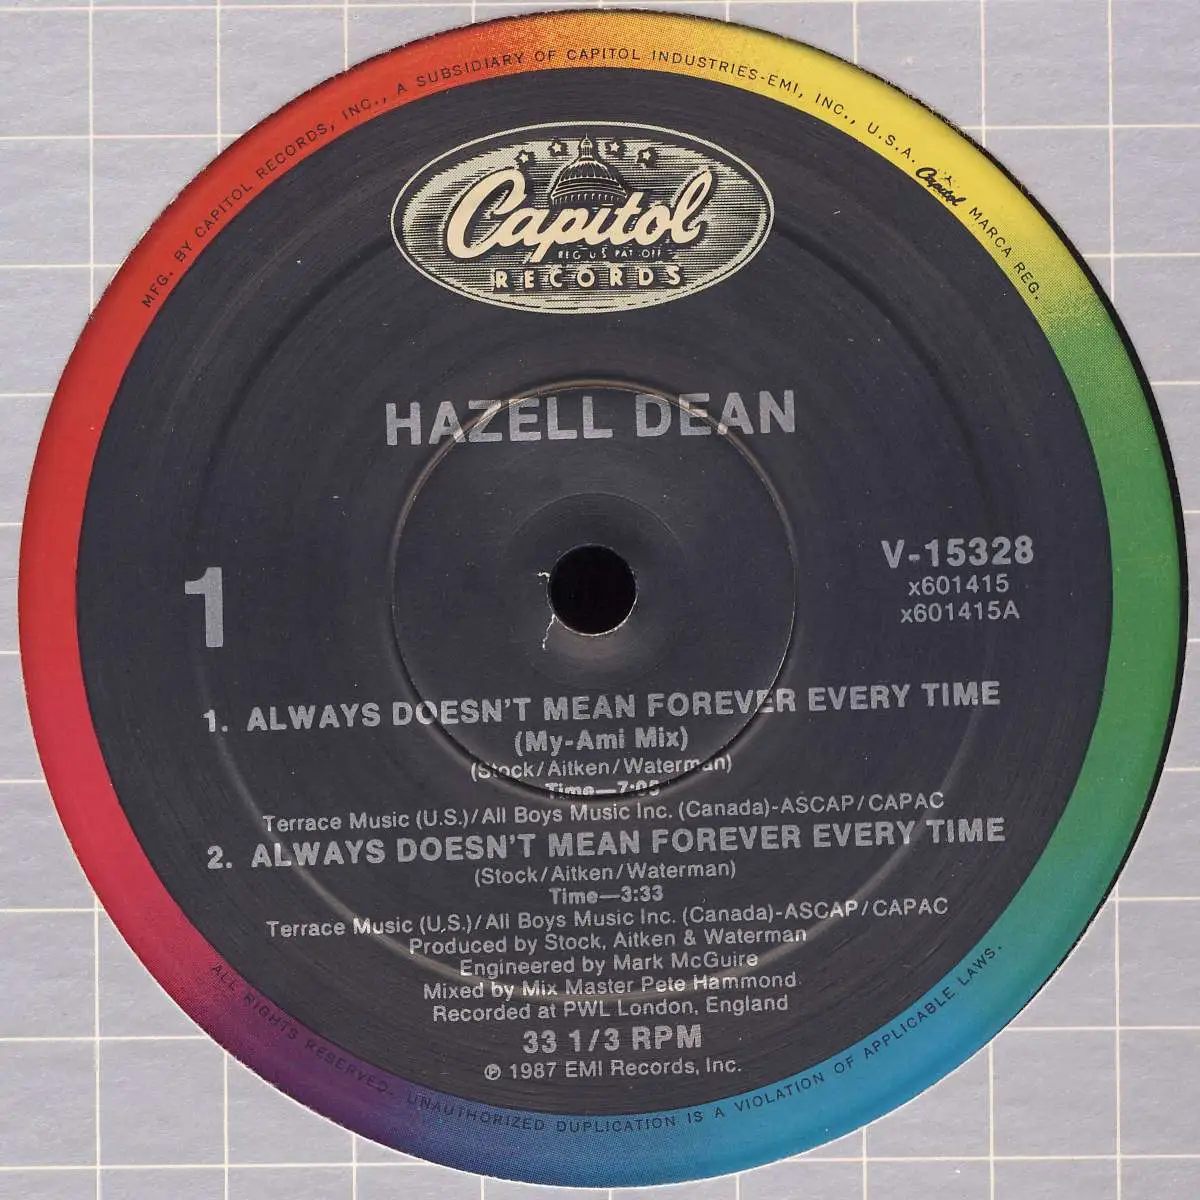 MFG. BY CAPITOL RECORDS, INC., A SUBSIDIARY OF CAPITOL INDUSTRIES-EMI, INC., U.S.A. Capitol MARCA REG.
Capitol
REG. U.S. PAT. OFF.
RECORDS
HAZELL DEAN
1
V-15328
x601415
x601415A
1. ALWAYS DOESN'T MEAN FOREVER EVERY TIME
(My-Ami Mix)
(Stock/Aitken/Waterman)
Time—7:05
Terrace Music (U.S.)/All Boys Music Inc. (Canada)-ASCAP/CAPAC
2. ALWAYS DOESN'T MEAN FOREVER EVERY TIME
(Stock/Aitken/Waterman)
Time—3:33
Terrace Music (U.S.)/All Boys Music Inc. (Canada)-ASCAP/CAPAC
Produced by Stock, Aitken & Waterman
Engineered by Mark McGuire
Mixed by Mix Master Pete Hammond
Recorded at PWL London, England
33 1/3 RPM
℗ 1987 EMI Records, Inc.
ALL RIGHTS RESERVED- UNAUTHORIZED DUPLICATION IS A VIOLATION OF APPLICABLE LAWS.